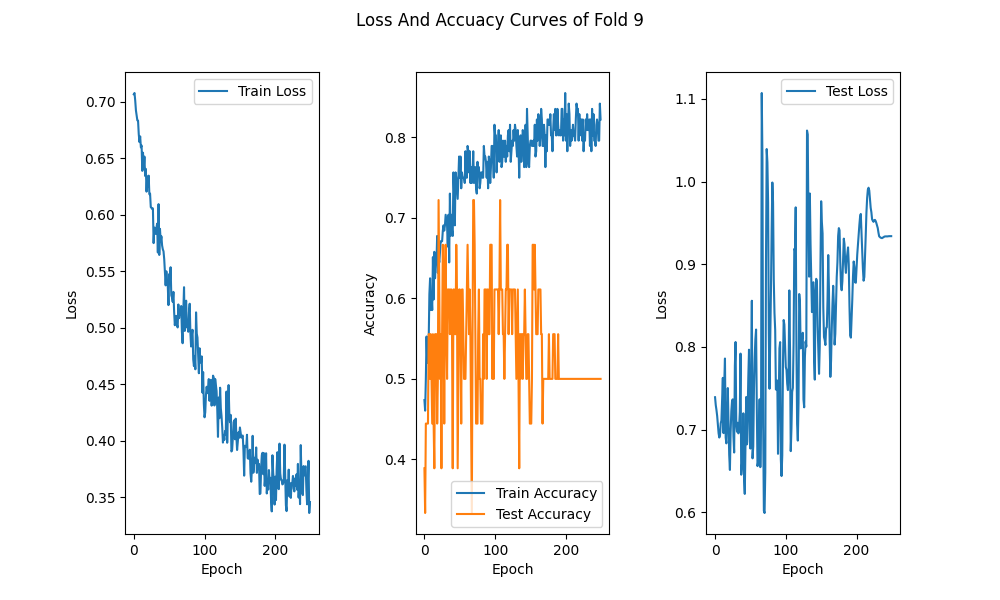 Loss And Accuacy Curves of Fold 9
Train Loss
0.70
0.65
0.60
0.55
0.50
0.45
0.40
0.35
Loss
0
100
200
Epoch
0.8
0.7
0.6
0.5
0.4
Accuracy
Train Accuracy
Test Accuracy
0
100
200
Epoch
Test Loss
1.1
1.0
0.9
0.8
0.7
0.6
Loss
0
100
200
Epoch